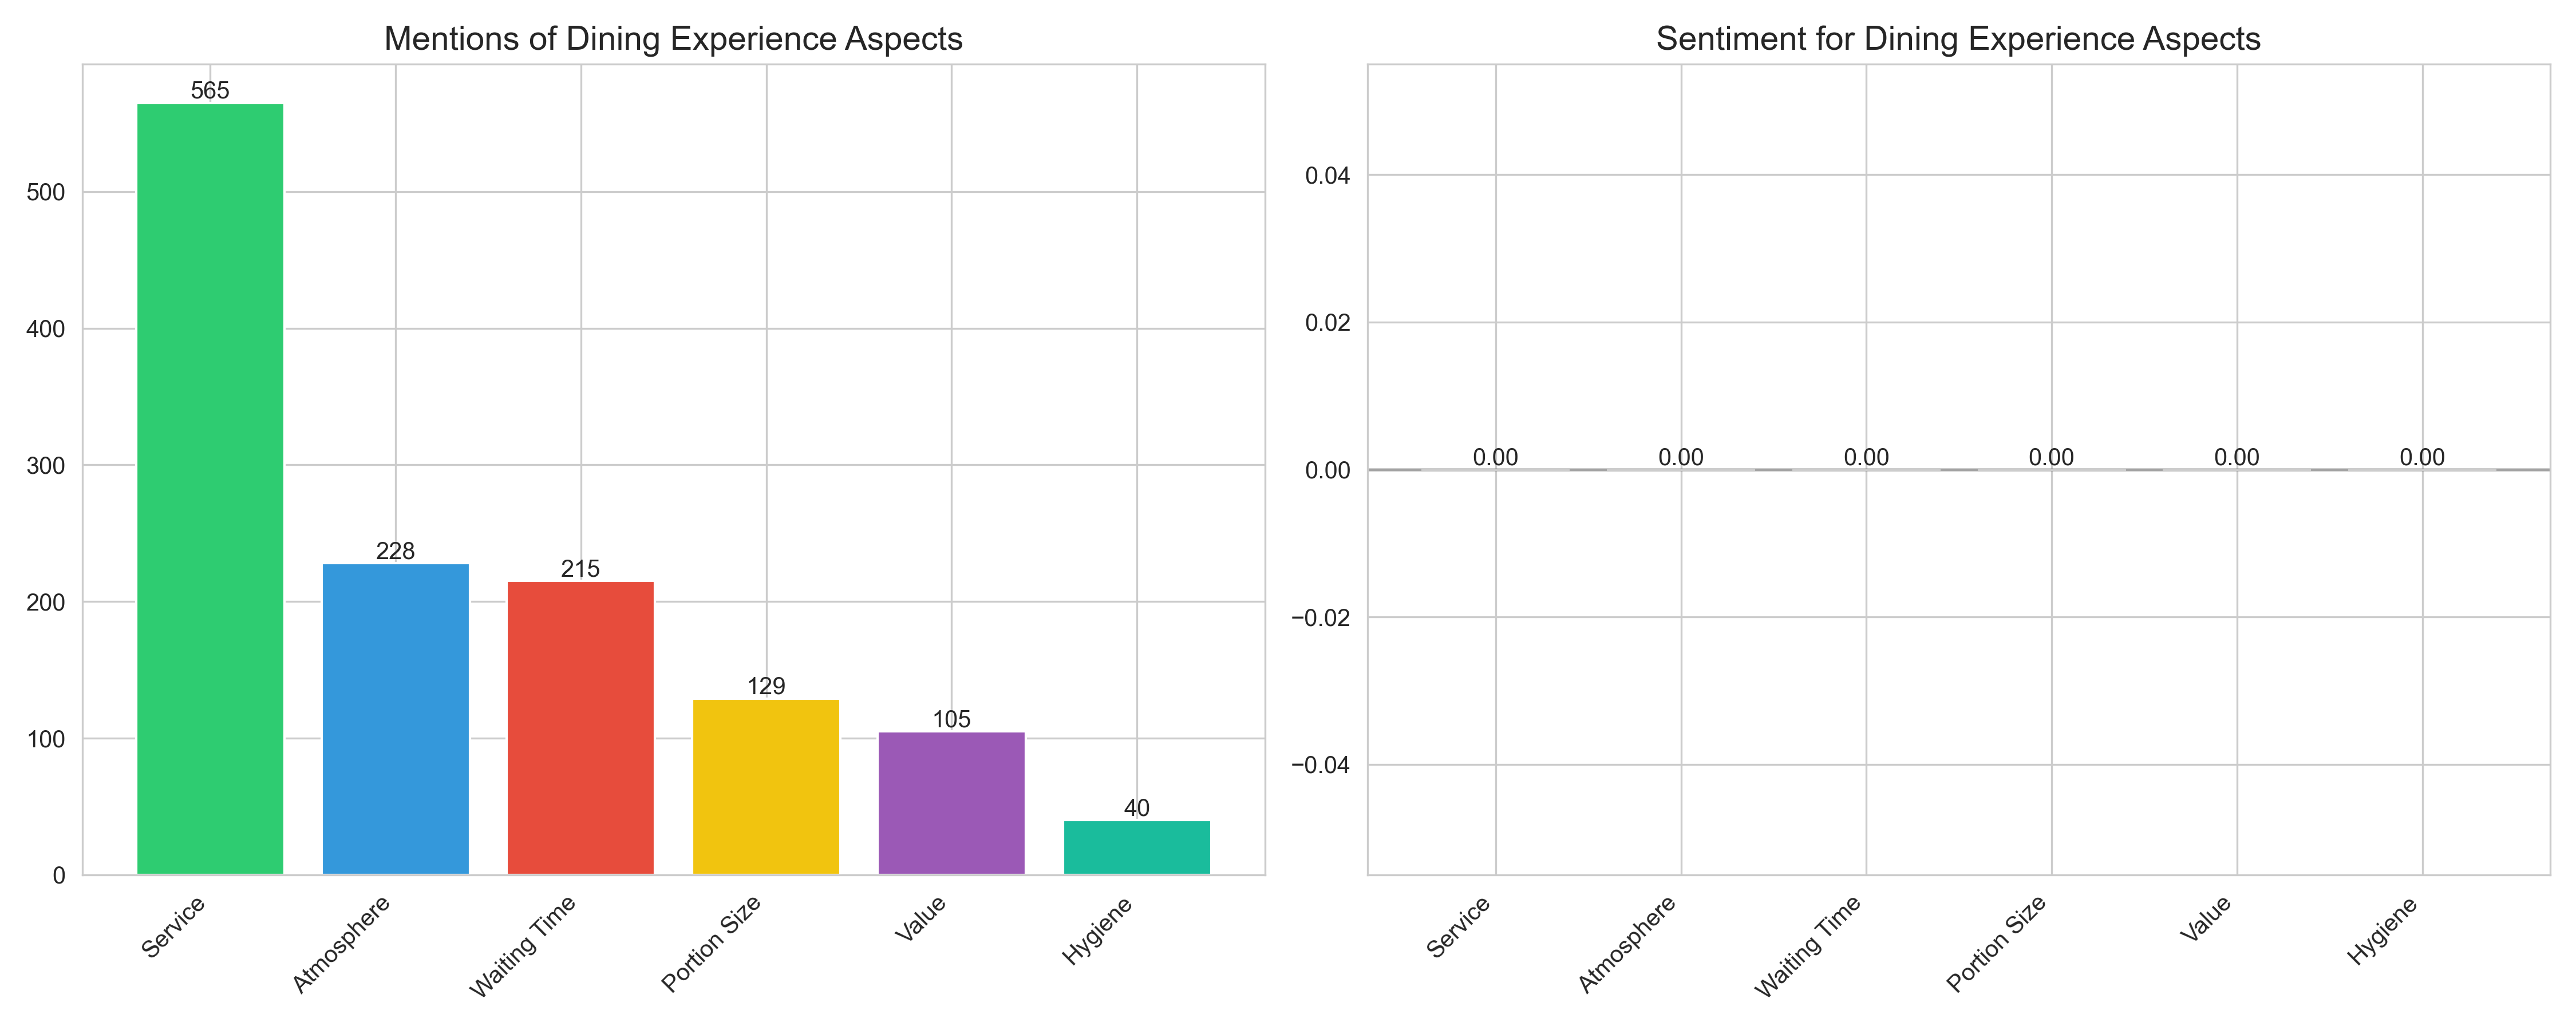 Mentions of Dining Experience Aspects
565
500
400
300
228
215
200
129
105
100
40
0
Service
Atmosphere
Waiting Time
Portion Size
Value
Hygiene
Sentiment for Dining Experience Aspects
0.04
0.02
0.00 0.00 0.00 0.00 0.00 0.00
0.00
−0.02
−0.04
Service
Atmosphere
Waiting Time
Portion Size
Value
Hygiene